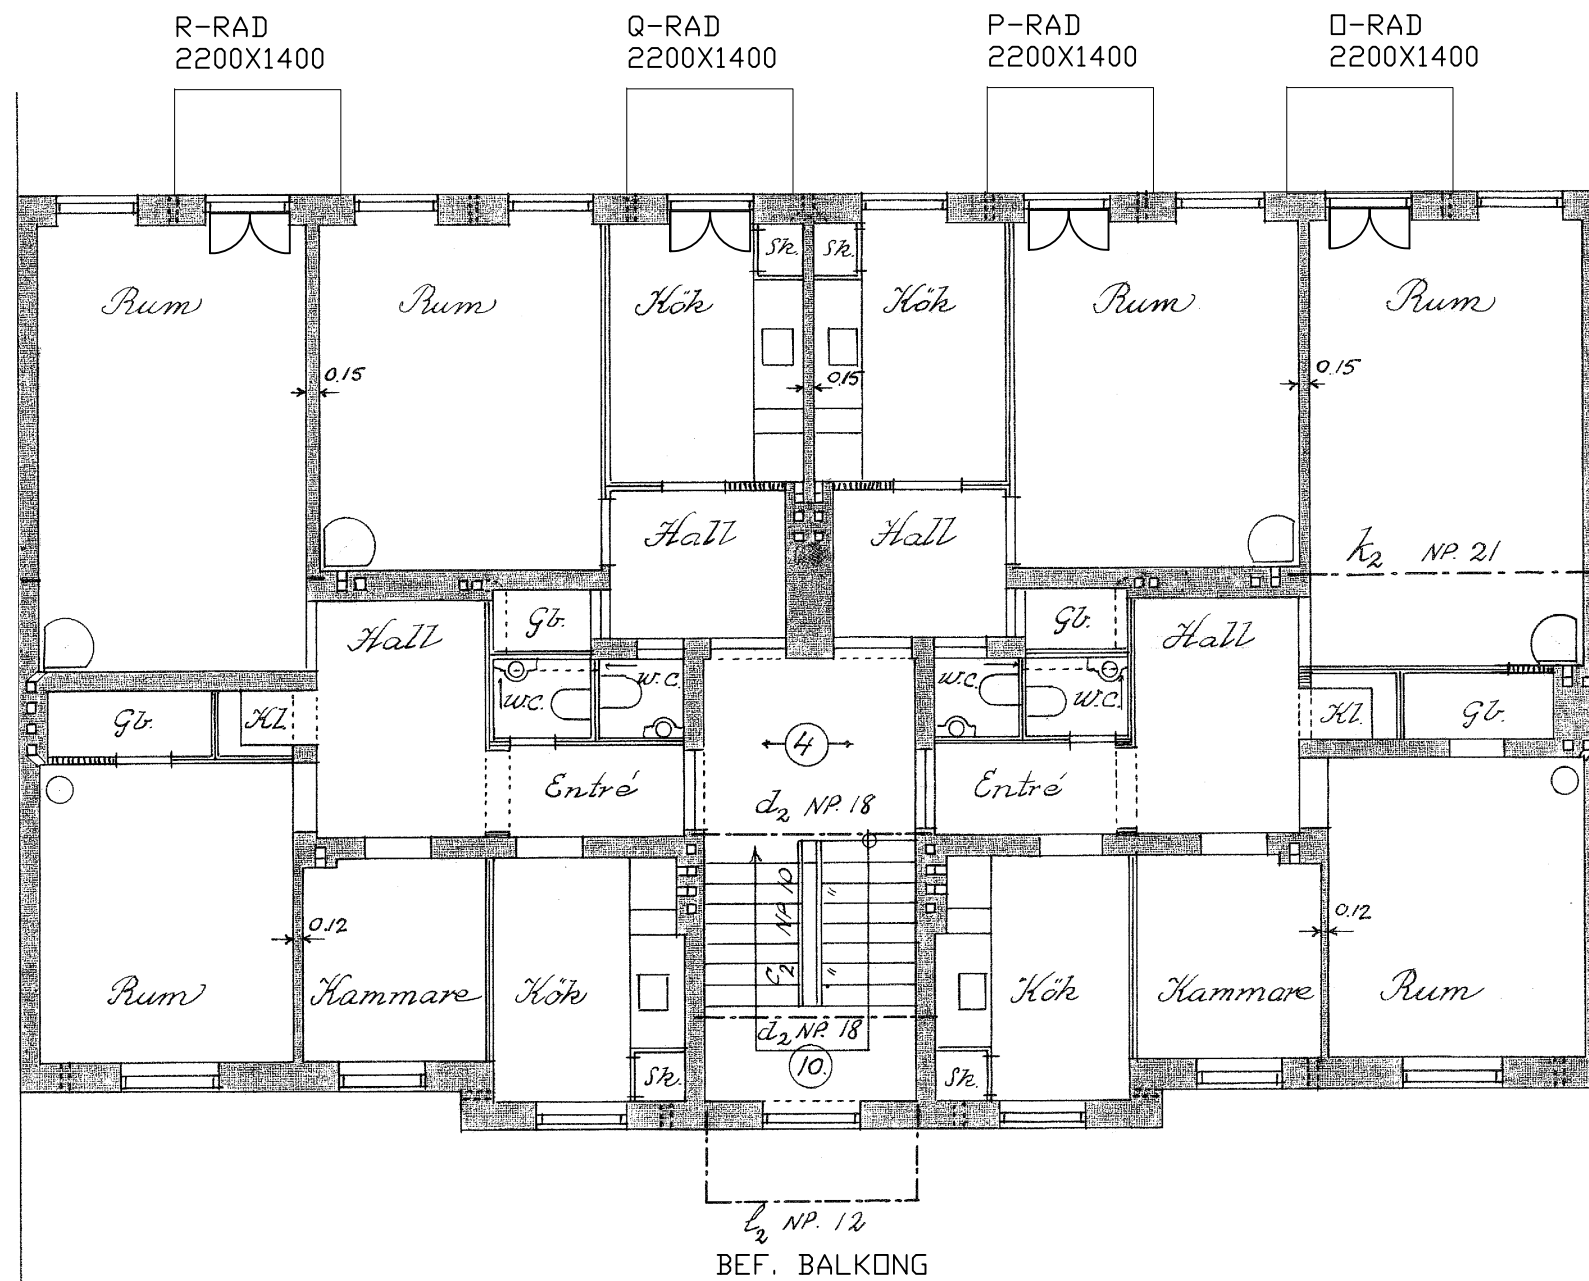 R-RAD
2200X1400
Q-RAD
2200X1400
P-RAD
2200X1400
O-RAD
2200X1400
Sk. Sk.
Rum Rum Kök Kök Rum Rum
0.15 0.15 0.15
Hall Hall
k2 NP. 21
Hall Gb. Gb. Hall
W.C. W.C. W.C. W.C.
Gb. Kl. Kl. Gb.
4
Entré Entré
d2 NP. 18
c2 NP 10 " "
0.12 0.12
Rum Kammare Kök Kök Kammare Rum
d2 NP. 18
10.
Sk. Sk.
l2 NP. 12
BEF. BALKONG